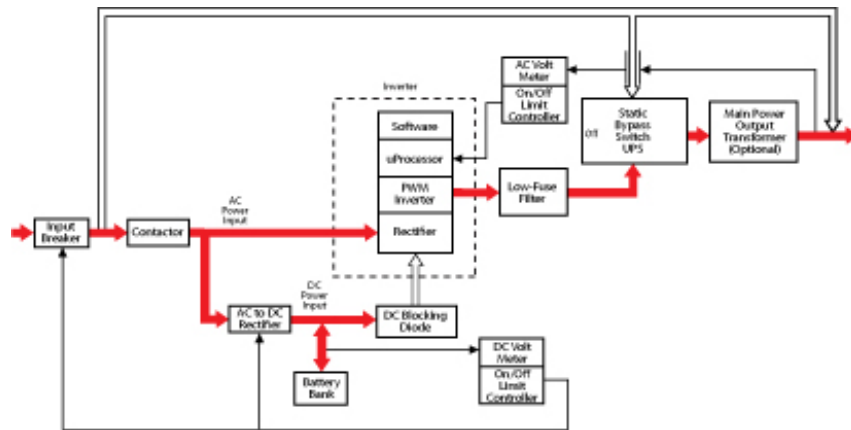 Inverter
Software
uProcessor
PWM
Inverter
Rectifier
AC Volt
Meter
On/Off
Limit
Controller
Static
Bypass
Switch
UPS
Main Power
Output
Transformer
(Optional)
Input
Breaker
Contactor
AC
Power
Input
Low-Fuse
Filter
AC to DC
Rectifier
DC
Power
Input
DC Blocking
Diode
Battery
Bank
DC Volt
Meter
On/Off
Limit
Controller